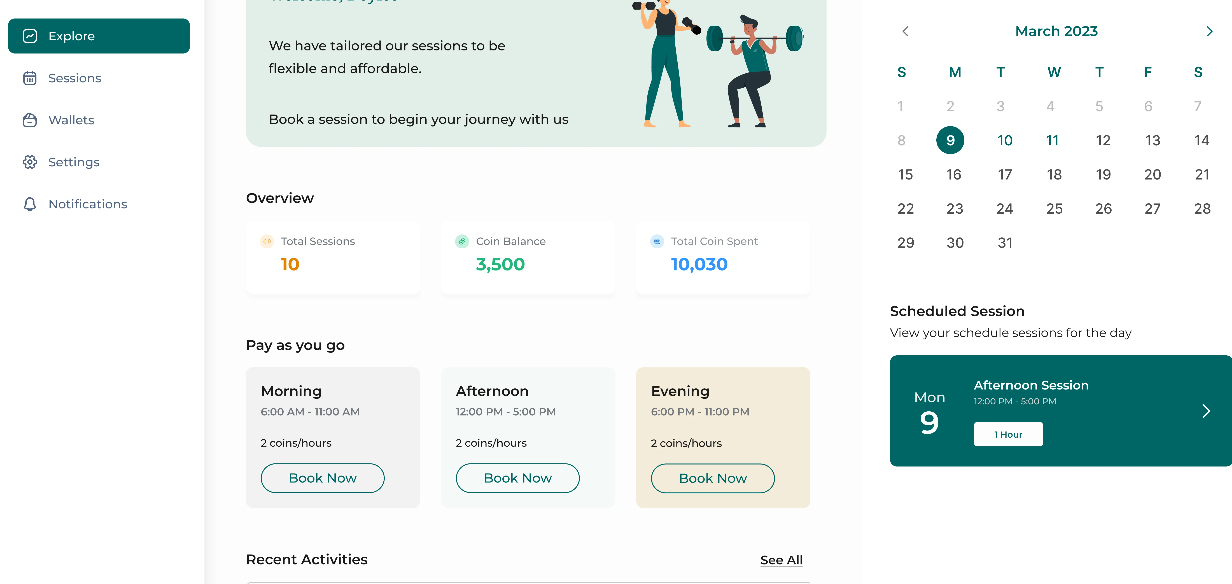 Explore
Sessions
Wallets
Settings
Notifications
We have tailored our sessions to be
flexible and affordable.
Book a session to begin your journey with us
Overview
Total Sessions
10
Coin Balance
3,500
Total Coin Spent
10,030
Pay as you go
Morning
6:00 AM - 11:00 AM
2 coins/hours
Book Now
Afternoon
12:00 PM - 5:00 PM
2 coins/hours
Book Now
Evening
6:00 PM - 11:00 PM
2 coins/hours
Book Now
Recent Activities
See All
March 2023
S M T W T F S
1 2 3 4 5 6 7
8 9 10 11 12 13 14
15 16 17 18 19 20 21
22 23 24 25 26 27 28
29 30 31
Scheduled Session
View your schedule sessions for the day
Mon
9
Afternoon Session
12:00 PM - 5:00 PM
1 Hour